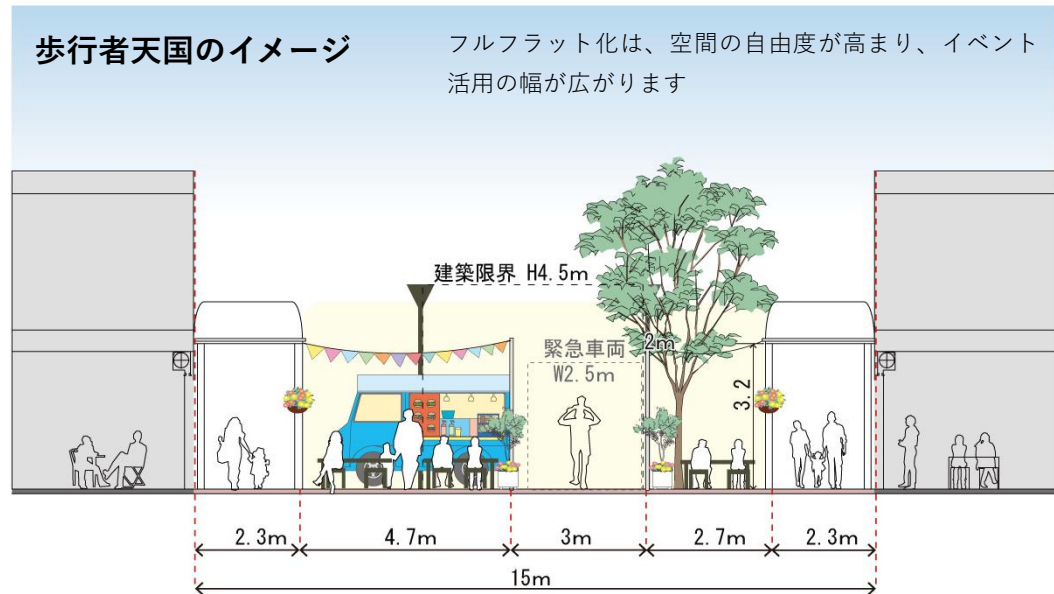 歩行者天国のイメージ
フルフラット化は、空間の自由度が高まり、イベント
活用の幅が広がります
建築限界 H4.5m
緊急車両
W2.5m
2m
3.2
2.3m
4.7m
3m
2.7m
2.3m
15m